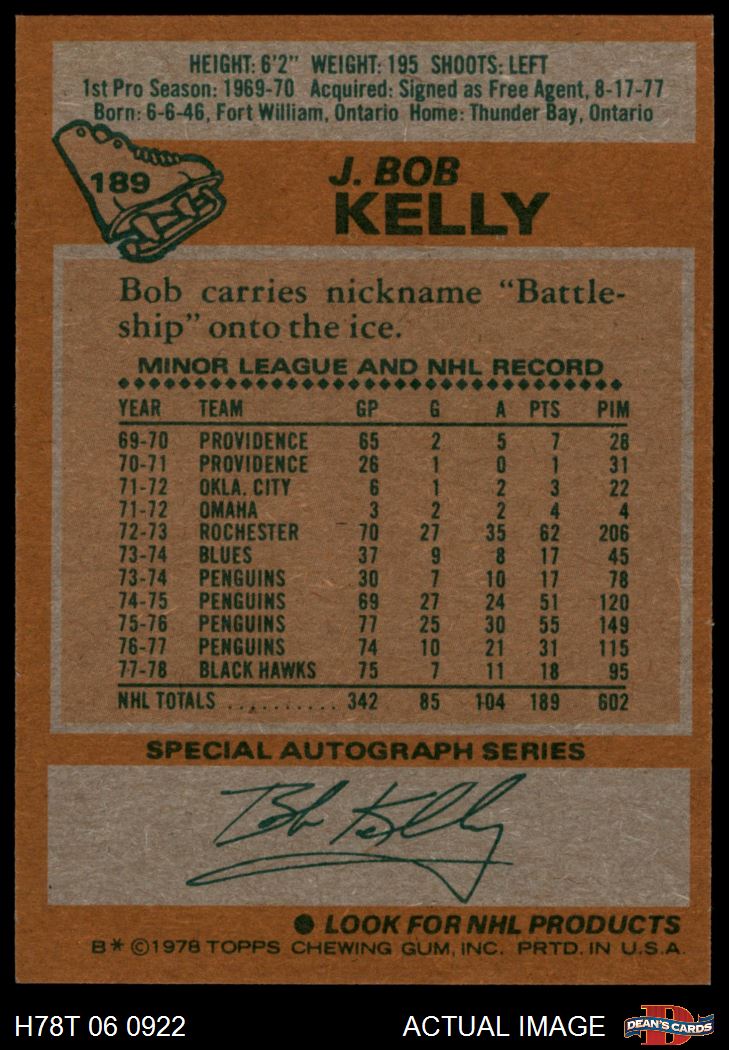 HEIGHT: 6'2" WEIGHT: 195 SHOOTS: LEFT
1st Pro Season: 1969-70 Acquired: Signed as Free Agent, 8-17-77
Born: 6-6-46, Fort William, Ontario Home: Thunder Bay, Ontario
189
J. BOB
KELLY
Bob carries nickname "Battle-
ship" onto the ice.
MINOR LEAGUE AND NHL RECORD
YEAR TEAM GP G A PTS PIM
69-70 PROVIDENCE 65 2 5 7 28
70-71 PROVIDENCE 26 1 0 1 31
71-72 OKLA. CITY 6 1 2 3 22
71-72 OMAHA 3 2 2 4 4
72-73 ROCHESTER 70 27 35 62 206
73-74 BLUES 37 9 8 17 45
73-74 PENGUINS 30 7 10 17 78
74-75 PENGUINS 69 27 24 51 120
75-76 PENGUINS 77 25 30 55 149
76-77 PENGUINS 74 10 21 31 115
77-78 BLACK HAWKS 75 7 11 18 95
NHL TOTALS .......... 342 85 104 189 602
SPECIAL AUTOGRAPH SERIES
Bob Kelly
● LOOK FOR NHL PRODUCTS
B* ©1978 TOPPS CHEWING GUM, INC. PRTD. IN U.S.A.
H78T 06 0922 ACTUAL IMAGE DEAN'S CARDS